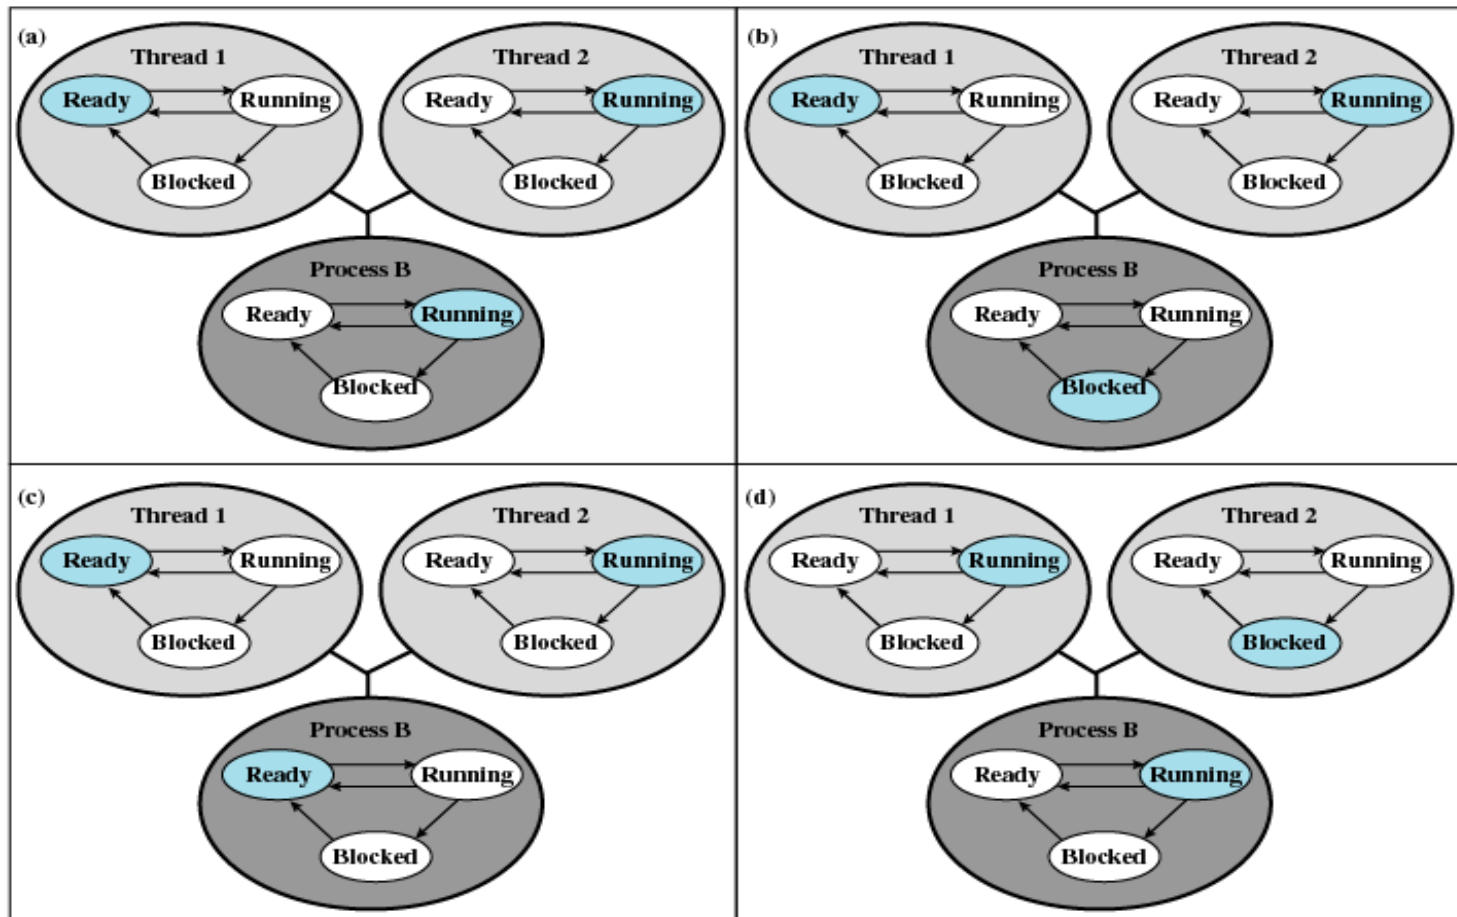 (a)
Thread 1
Ready
Running
Blocked
Thread 2
Ready
Running
Blocked
Process B
Ready
Running
Blocked
(b)
Thread 1
Ready
Running
Blocked
Thread 2
Ready
Running
Blocked
Process B
Ready
Running
Blocked
(c)
Thread 1
Ready
Running
Blocked
Thread 2
Ready
Running
Blocked
Process B
Ready
Running
Blocked
(d)
Thread 1
Ready
Running
Blocked
Thread 2
Ready
Running
Blocked
Process B
Ready
Running
Blocked